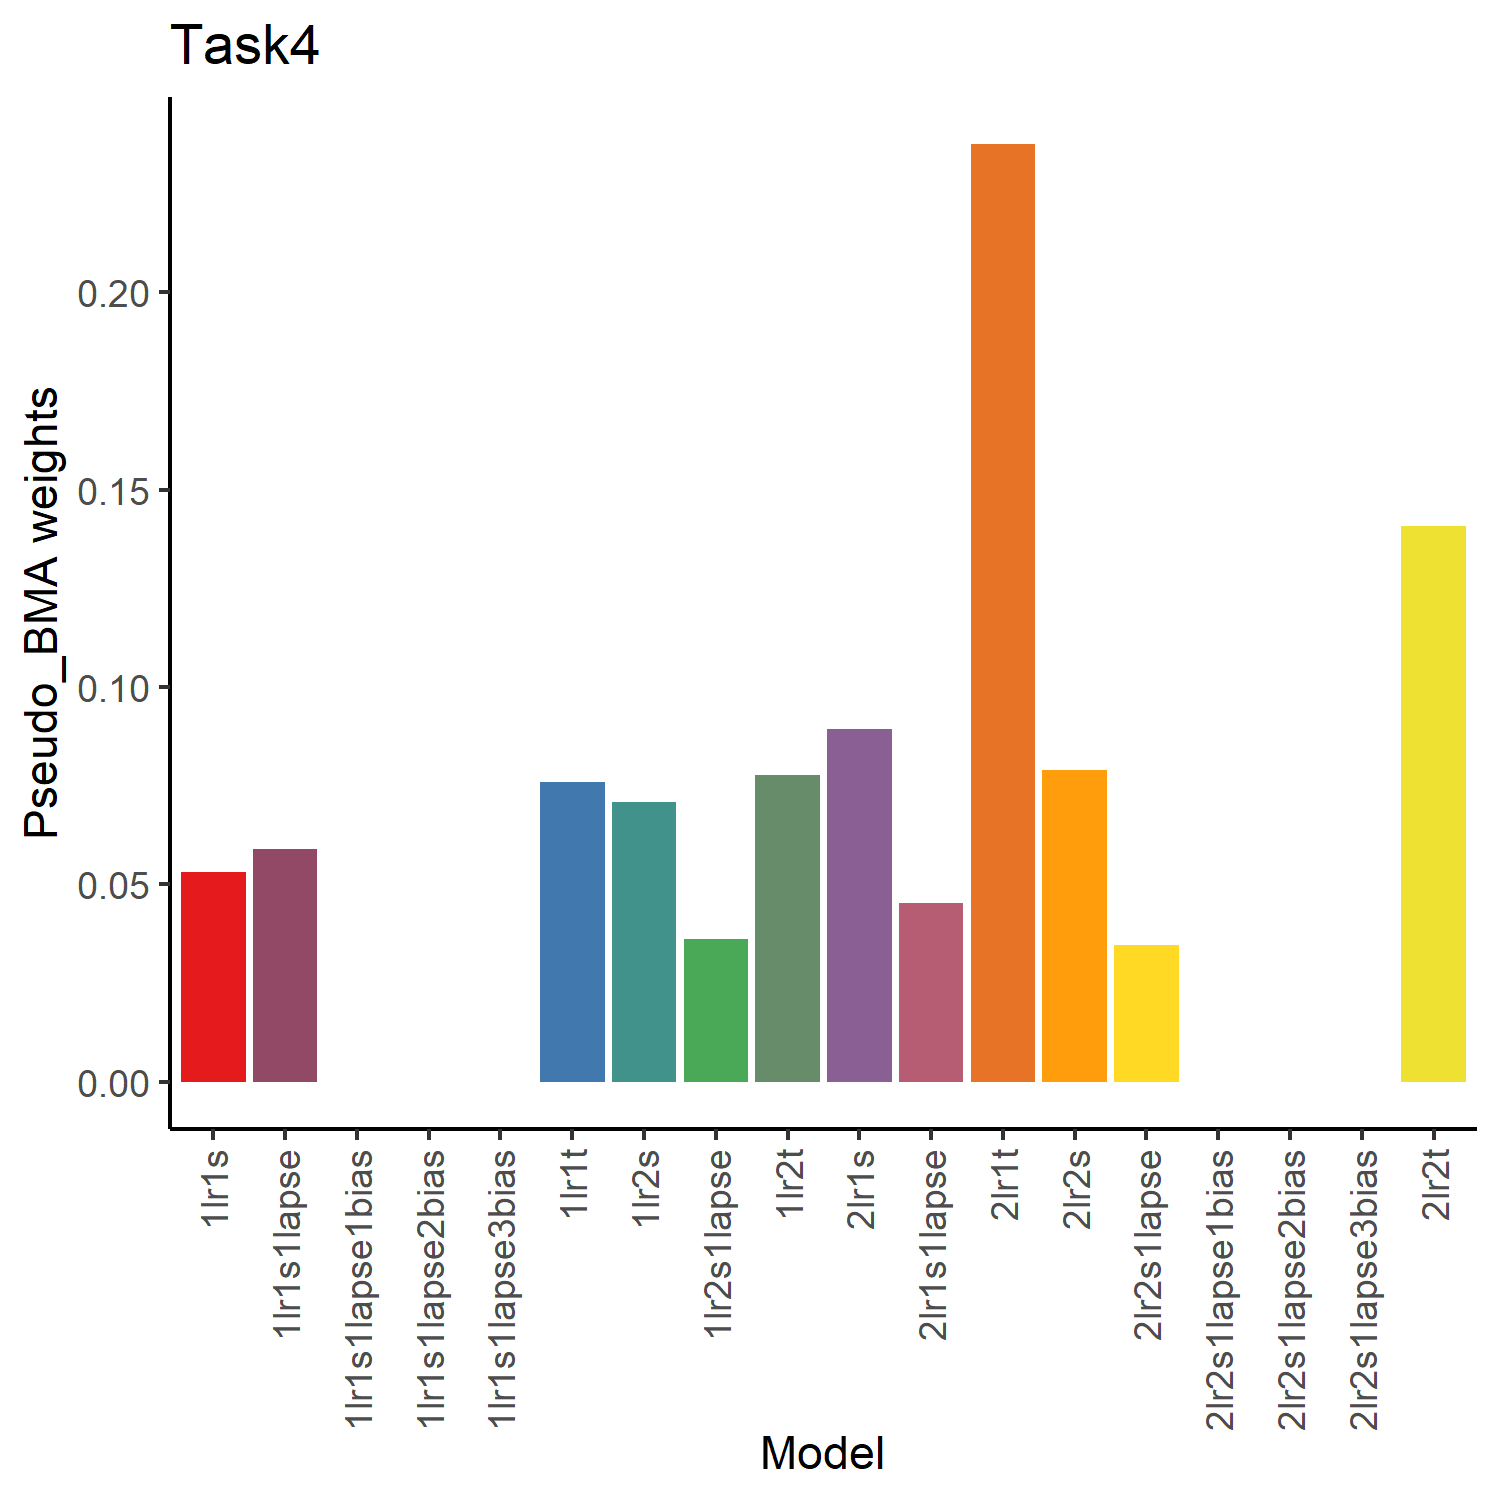 Task4
Pseudo_BMA weights
0.20
0.15
0.10
0.05
0.00
1lr1s
1lr1s1lapse
1lr1s1lapse1bias
1lr1s1lapse2bias
1lr1s1lapse3bias
1lr1t
1lr2s
1lr2s1lapse
1lr2t
2lr1s
2lr1s1lapse
2lr1t
2lr2s
2lr2s1lapse
2lr2s1lapse1bias
2lr2s1lapse2bias
2lr2s1lapse3bias
2lr2t
Model